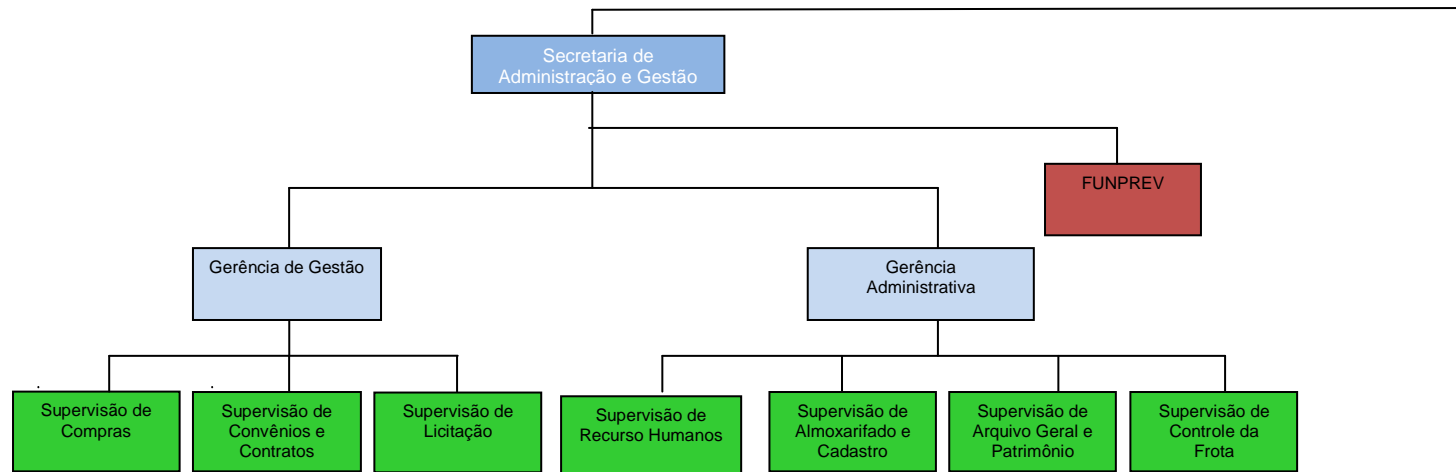 Secretaria de
Administração e Gestão
FUNPREV
Gerência de Gestão
Gerência
Administrativa
Supervisão de
Compras
Supervisão de
Convênios e
Contratos
Supervisão de
Licitação
Supervisão de
Recurso Humanos
Supervisão de
Almoxarifado e
Cadastro
Supervisão de
Arquivo Geral e
Patrimônio
Supervisão de
Controle da
Frota